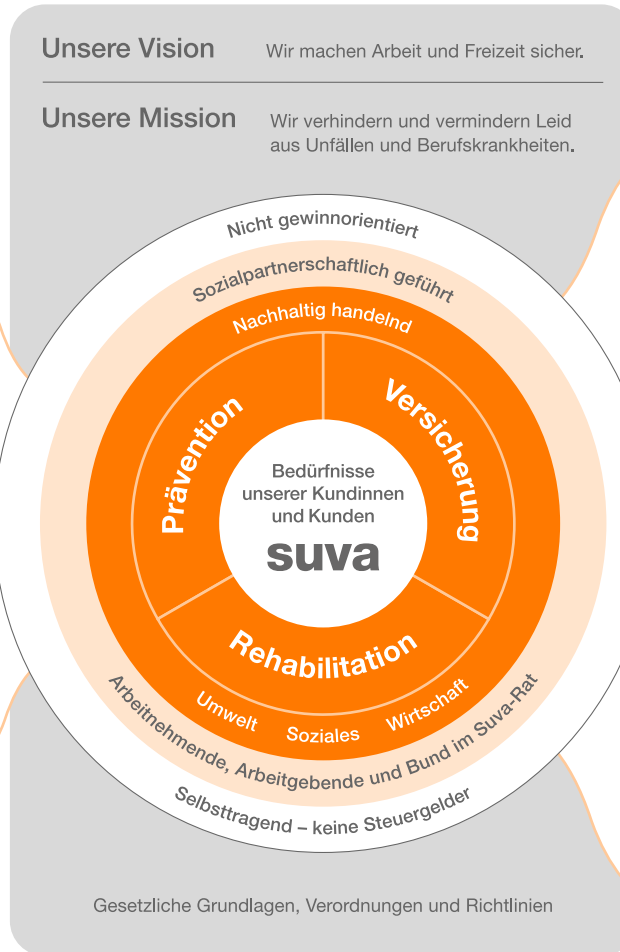 Unsere Vision
Wir machen Arbeit und Freizeit sicher.
Unsere Mission
Wir verhindern und vermindern Leid
aus Unfällen und Berufskrankheiten.
Nicht gewinnorientiert
Sozialpartnerschaftlich geführt
Nachhaltig handelnd
Prävention
Versicherung
Bedürfnisse
unserer Kundinnen
und Kunden
suva
Rehabilitation
Umwelt
Soziales
Wirtschaft
Arbeitnehmende, Arbeitgebende und Bund im Suva-Rat
Selbsttragend – keine Steuergelder
Gesetzliche Grundlagen, Verordnungen und Richtlinien